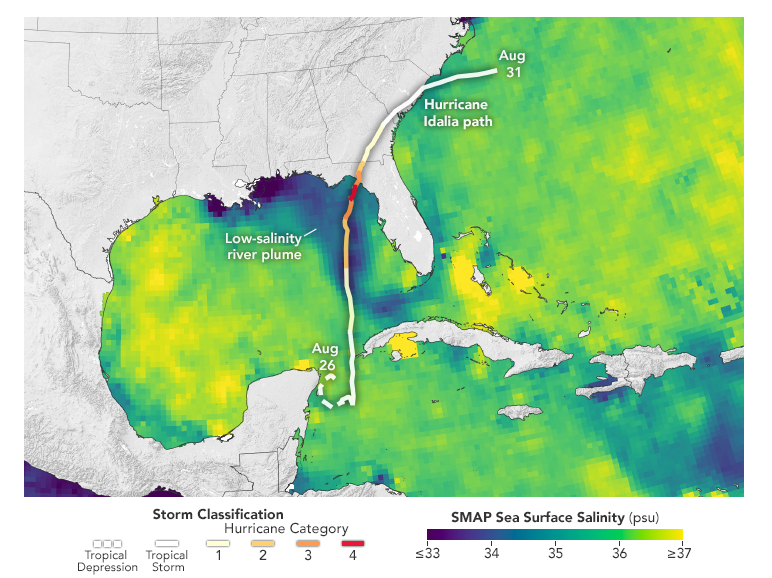 Aug
31
Hurricane
Idalia path
Low-salinity
river plume
Aug
26
Storm Classification
Hurricane Category
Tropical
Depression
Tropical
Storm
1
2
3
4
SMAP Sea Surface Salinity (psu)
≤33
34
35
36
≥37